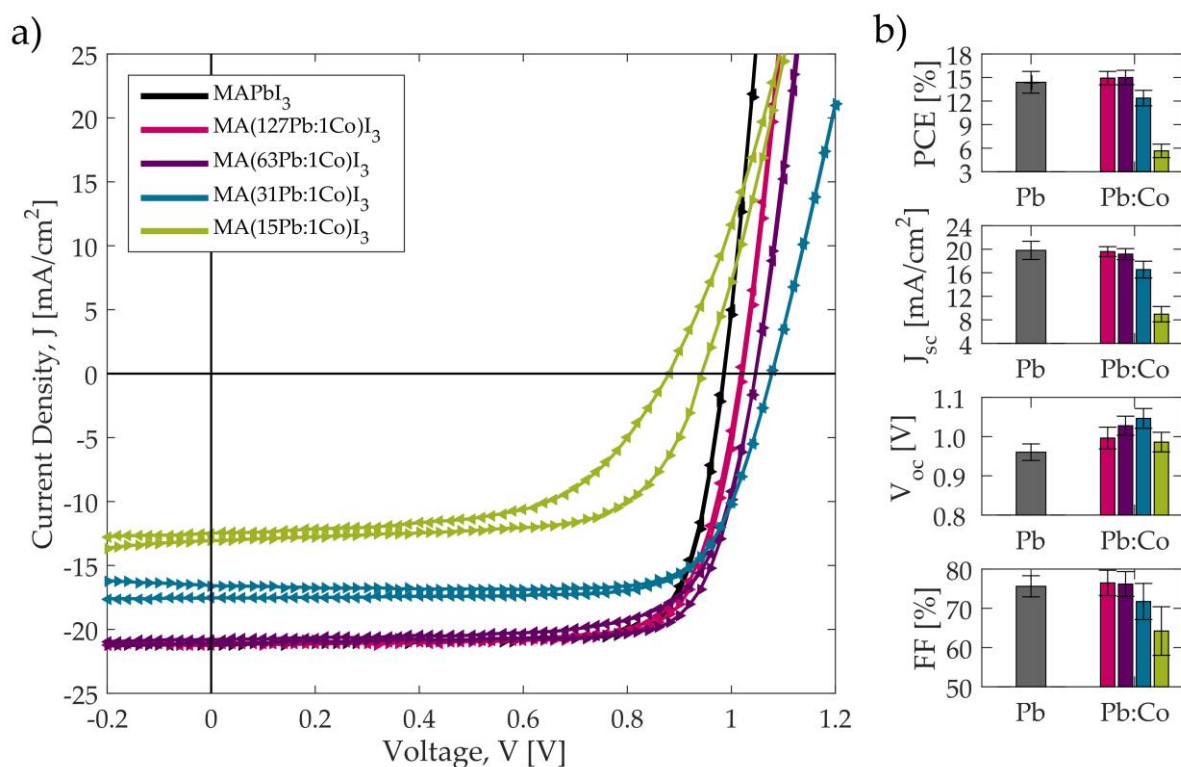 a)
25
20
15
10
5
0
-5
-10
-15
-20
-25
Current Density, J [mA/cm²]
MAPbI₃
MA(127Pb:1Co)I₃
MA(63Pb:1Co)I₃
MA(31Pb:1Co)I₃
MA(15Pb:1Co)I₃
-0.2 0 0.2 0.4 0.6 0.8 1 1.2
Voltage, V [V]
b)
PCE [%]
18
15
12
9
6
3
Pb Pb:Co
J_sc [mA/cm²]
24
20
16
12
8
4
Pb Pb:Co
V_oc [V]
1.1
1.0
0.9
0.8
Pb Pb:Co
FF [%]
80
70
60
50
Pb Pb:Co